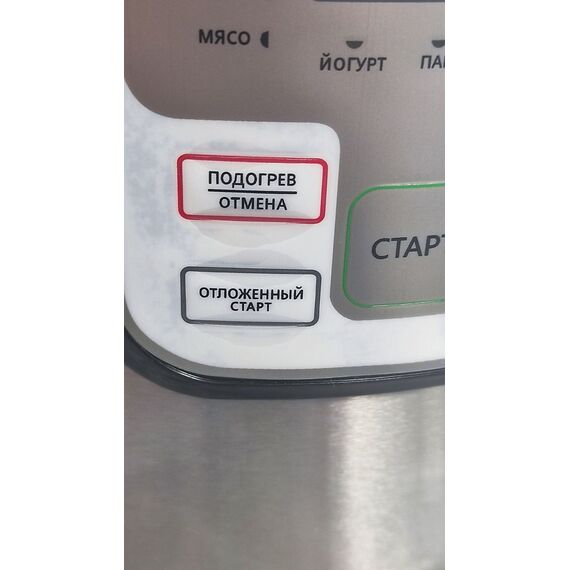 МЯСО
ЙОГУРТ
ПОДОГРЕВ
ОТМЕНА
ОТЛОЖЕННЫЙ
СТАРТ